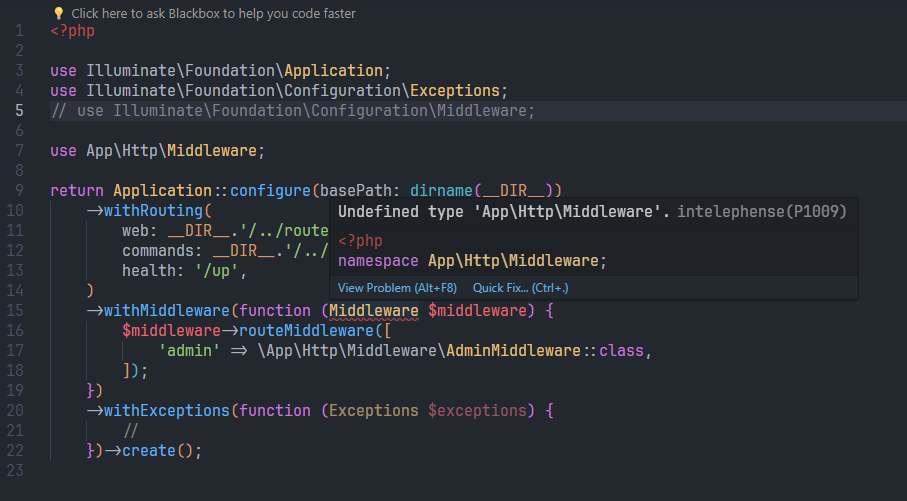 💡 Click here to ask Blackbox to help you code faster
1 <?php
2
3 use Illuminate\Foundation\Application;
4 use Illuminate\Foundation\Configuration\Exceptions;
5 // use Illuminate\Foundation\Configuration\Middleware;
6
7 use App\Http\Middleware;
8
9 return Application::configure(basePath: dirname(__DIR__))
10 ->withRouting(
Undefined type 'App\Http\Middleware'. intelephense(P1009)
11 web: __DIR__.'/../route
12 commands: __DIR__.'/../
<?php
namespace App\Http\Middleware;
13 health: '/up',
14 )
View Problem (Alt+F8) Quick Fix... (Ctrl+.)
15 ->withMiddleware(function (Middleware $middleware) {
16 $middleware->routeMiddleware([
17 'admin' => \App\Http\Middleware\AdminMiddleware::class,
18 ]);
19 })
20 ->withExceptions(function (Exceptions $exceptions) {
21 //
22 })->create();
23